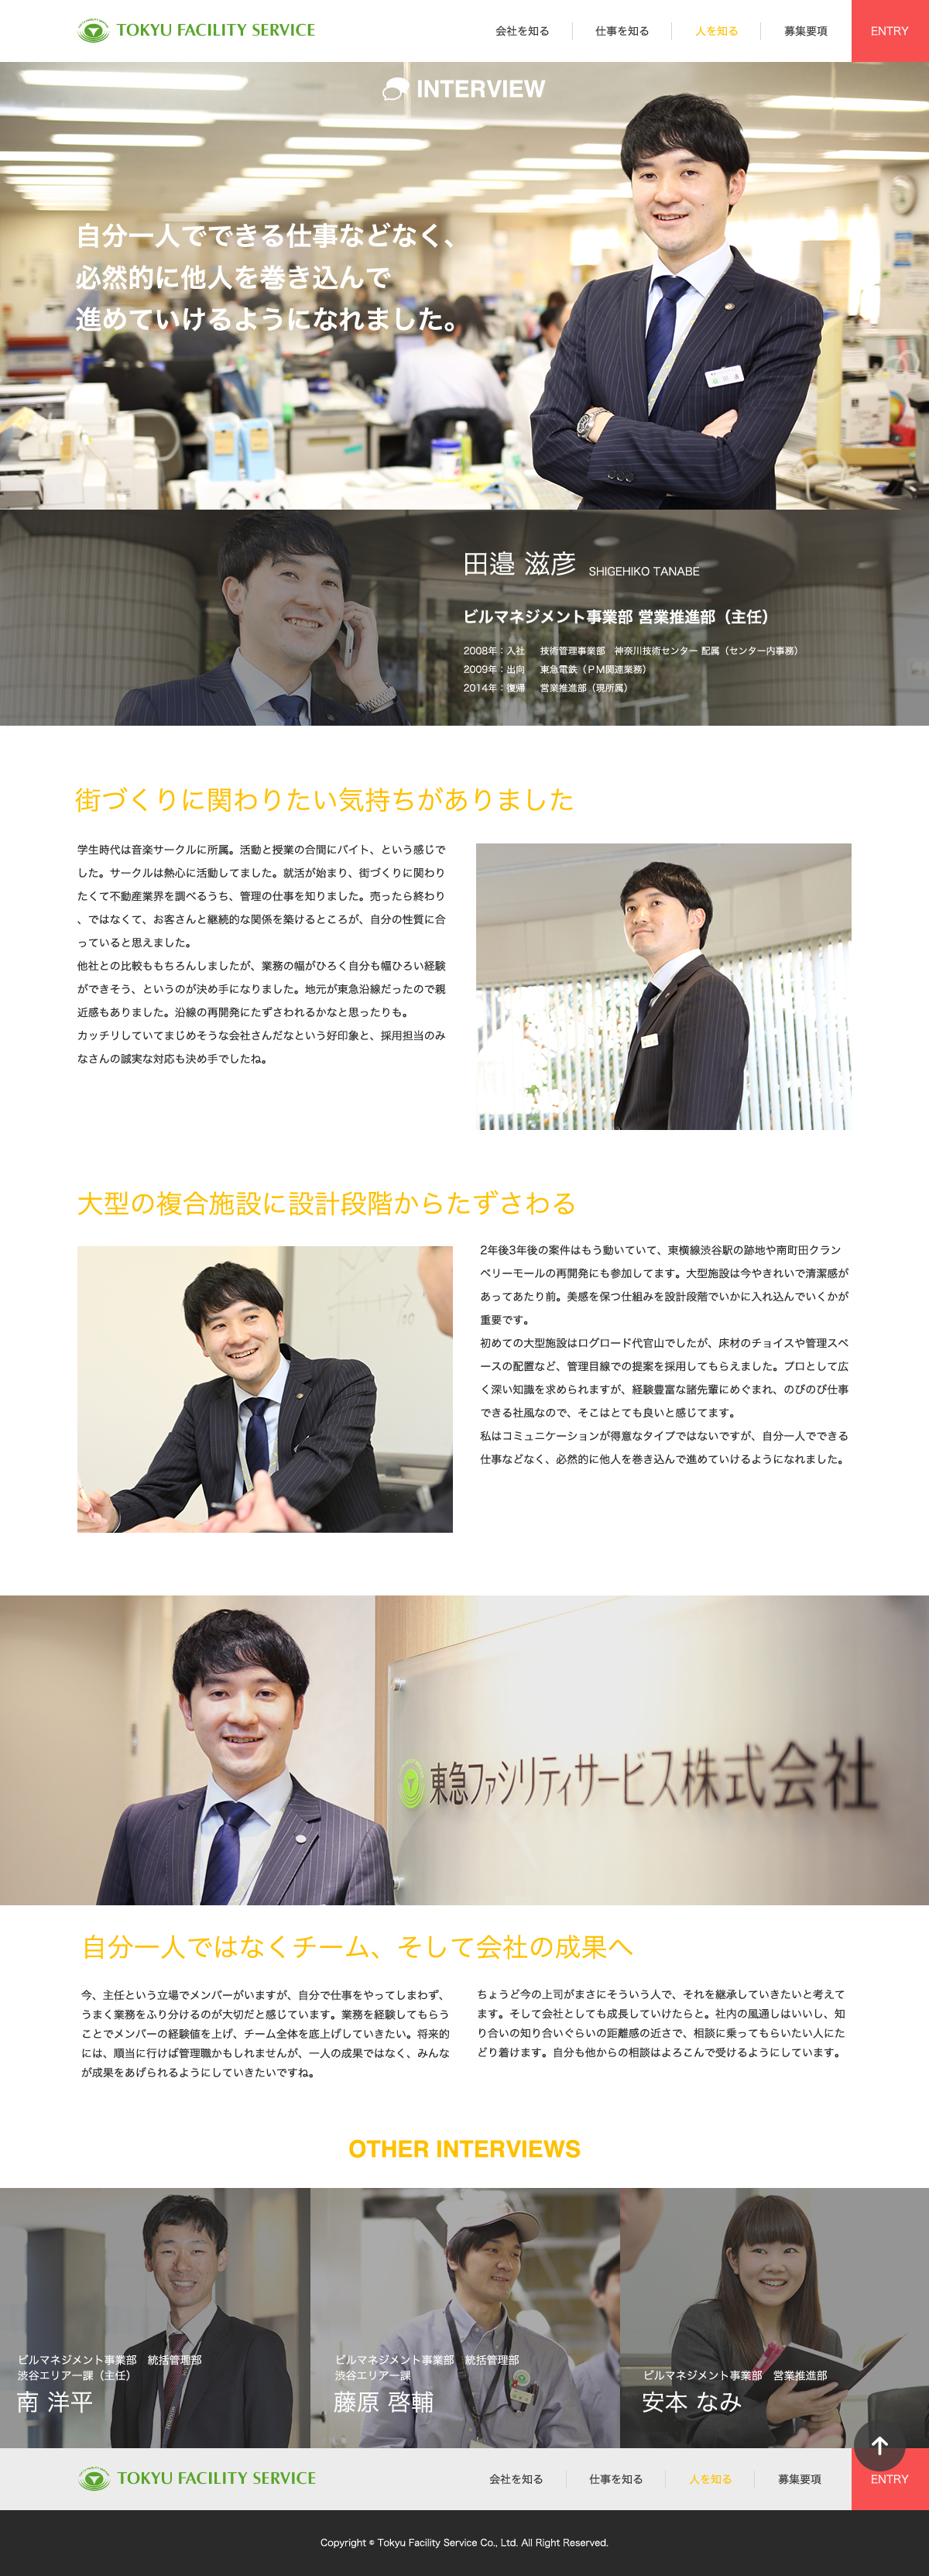 TOKYU FACILITY SERVICE
会社を知る
仕事を知る
人を知る
募集要項
ENTRY
INTERVIEW
自分一人でできる仕事などなく、
必然的に他人を巻き込んで
進めていけるようになれました。
田邉 滋彦 SHIGEHIKO TANABE
ビルマネジメント事業部 営業推進部（主任）
2008年：入社 技術管理事業部 神奈川技術センター 配属（センター内事務）
2009年：出向 東急電鉄（ＰＭ関連業務）
2014年：復帰 営業推進部（現所属）
街づくりに関わりたい気持ちがありました
学生時代は音楽サークルに所属。活動と授業の合間にバイト、という感じで
した。サークルは熱心に活動してました。就活が始まり、街づくりに関わり
たくて不動産業界を調べるうち、管理の仕事を知りました。売ったら終わり
、ではなくて、お客さんと継続的な関係を築けるところが、自分の性質に合
っていると思えました。
他社との比較ももちろんしましたが、業務の幅がひろく自分も幅ひろい経験
ができそう、というのが決め手になりました。地元が東急沿線だったので親
近感もありました。沿線の再開発にたずさわれるかなと思ったりも。
カッチリしていてまじめそうな会社さんだなという好印象と、採用担当のみ
なさんの誠実な対応も決め手でしたね。
大型の複合施設に設計段階からたずさわる
2年後3年後の案件はもう動いていて、東横線渋谷駅の跡地や南町田クラン
ベリーモールの再開発にも参加してます。大型施設は今やきれいで清潔感が
あってあたり前。美感を保つ仕組みを設計段階でいかに入れ込んでいくかが
重要です。
初めての大型施設はログロード代官山でしたが、床材のチョイスや管理スペ
ースの配置など、管理目線での提案を採用してもらえました。プロとして広
く深い知識を求められますが、経験豊富な諸先輩にめぐまれ、のびのび仕事
できる社風なので、そこはとても良いと感じてます。
私はコミュニケーションが得意なタイプではないですが、自分一人でできる
仕事などなく、必然的に他人を巻き込んで進めていけるようになれました。
東急ファシリティサービス株式会社
自分一人ではなくチーム、そして会社の成果へ
今、主任という立場でメンバーがいますが、自分で仕事をやってしまわず、
うまく業務をふり分けるのが大切だと感じています。業務を経験してもらう
ことでメンバーの経験値を上げ、チーム全体を底上げしていきたい。将来的
には、順当に行けば管理職かもしれませんが、一人の成果ではなく、みんな
が成果をあげられるようにしていきたいですね。
ちょうど今の上司がまさにそういう人で、それを継承していきたいと考えて
ます。そして会社としても成長していけたらと。社内の風通しはいいし、知
り合いの知り合いぐらいの距離感の近さで、相談に乗ってもらいたい人にた
どり着けます。自分も他からの相談はよろこんで受けるようにしています。
OTHER INTERVIEWS
ビルマネジメント事業部 統括管理部
渋谷エリア一課（主任）
南 洋平
ビルマネジメント事業部 統括管理部
渋谷エリア一課
藤原 啓輔
ビルマネジメント事業部 営業推進部
安本 なみ
TOKYU FACILITY SERVICE
会社を知る
仕事を知る
人を知る
募集要項
ENTRY
Copyright © Tokyu Facility Service Co., Ltd. All Right Reserved.